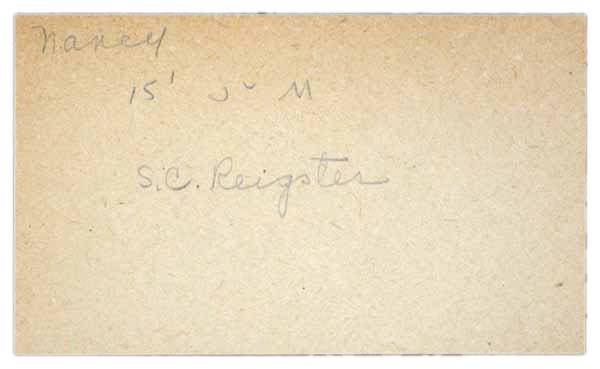 Nancy
15' J - M
S.C. Reigster